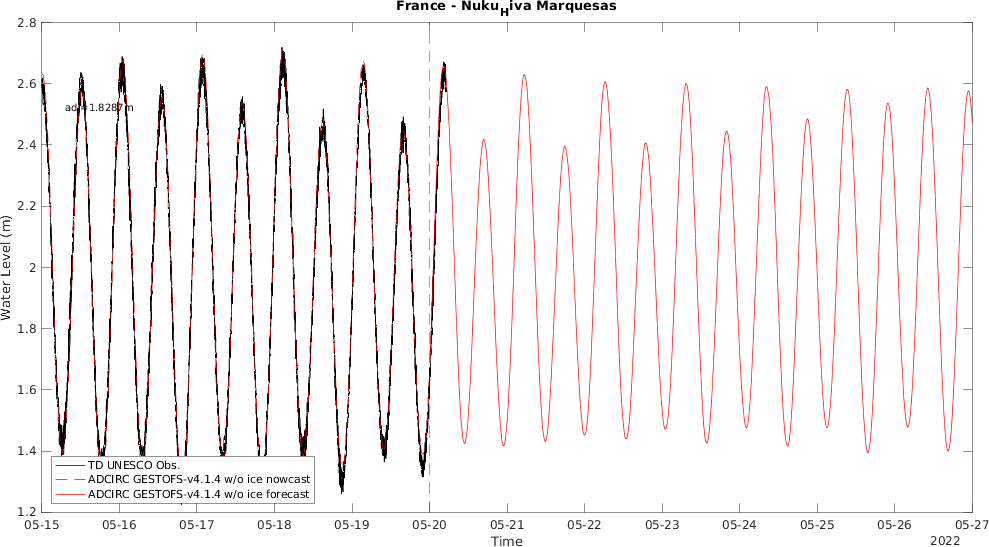 France - Nuku_Hiva Marquesas
2.8
2.6
2.4
2.2
2
1.8
1.6
1.4
1.2
Water Level (m)
adj=1.8287m
TD UNESCO Obs.
ADCIRC GESTOFS-v4.1.4 w/o ice nowcast
ADCIRC GESTOFS-v4.1.4 w/o ice forecast
05-15 05-16 05-17 05-18 05-19 05-20 05-21 05-22 05-23 05-24 05-25 05-26 05-27
Time
2022